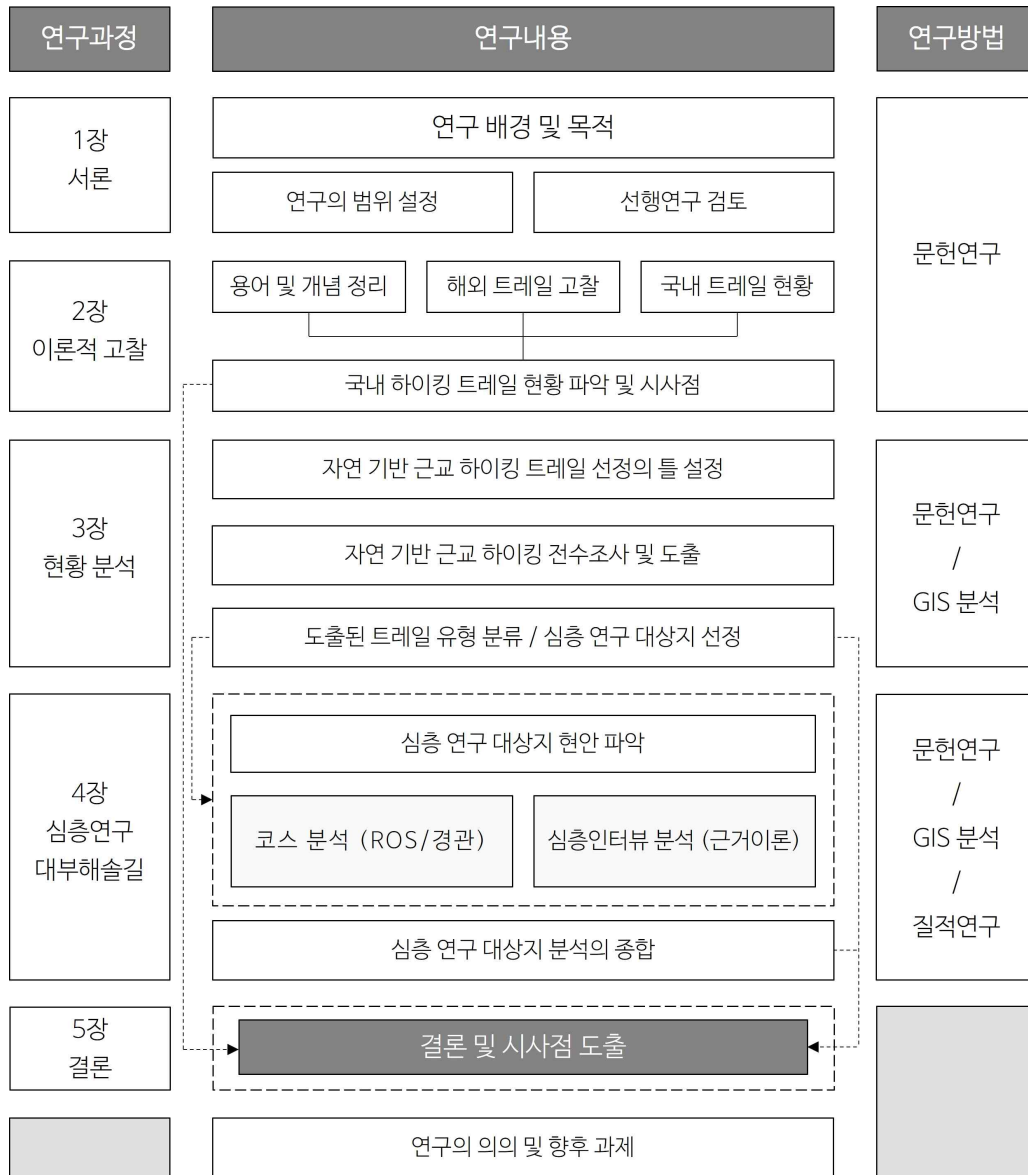 연구과정
연구내용
연구방법
1장
서론
연구 배경 및 목적
연구의 범위 설정
선행연구 검토
문헌연구
2장
이론적 고찰
용어 및 개념 정리
해외 트레일 고찰
국내 트레일 현황
국내 하이킹 트레일 현황 파악 및 시사점
3장
현황 분석
자연 기반 근교 하이킹 트레일 선정의 틀 설정
자연 기반 근교 하이킹 전수조사 및 도출
도출된 트레일 유형 분류 / 심층 연구 대상지 선정
문헌연구
/
GIS 분석
4장
심층연구
대부해솔길
심층 연구 대상지 현안 파악
코스 분석 (ROS/경관)
심층인터뷰 분석 (근거이론)
심층 연구 대상지 분석의 종합
문헌연구
/
GIS 분석
/
질적연구
5장
결론
결론 및 시사점 도출
연구의 의의 및 향후 과제